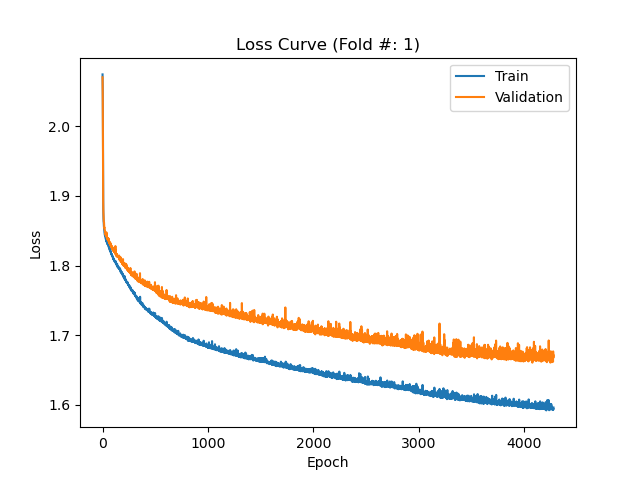 Loss Curve (Fold #: 1)
Train
Validation
2.0
1.9
1.8
1.7
1.6
Loss
0
1000
2000
3000
4000
Epoch